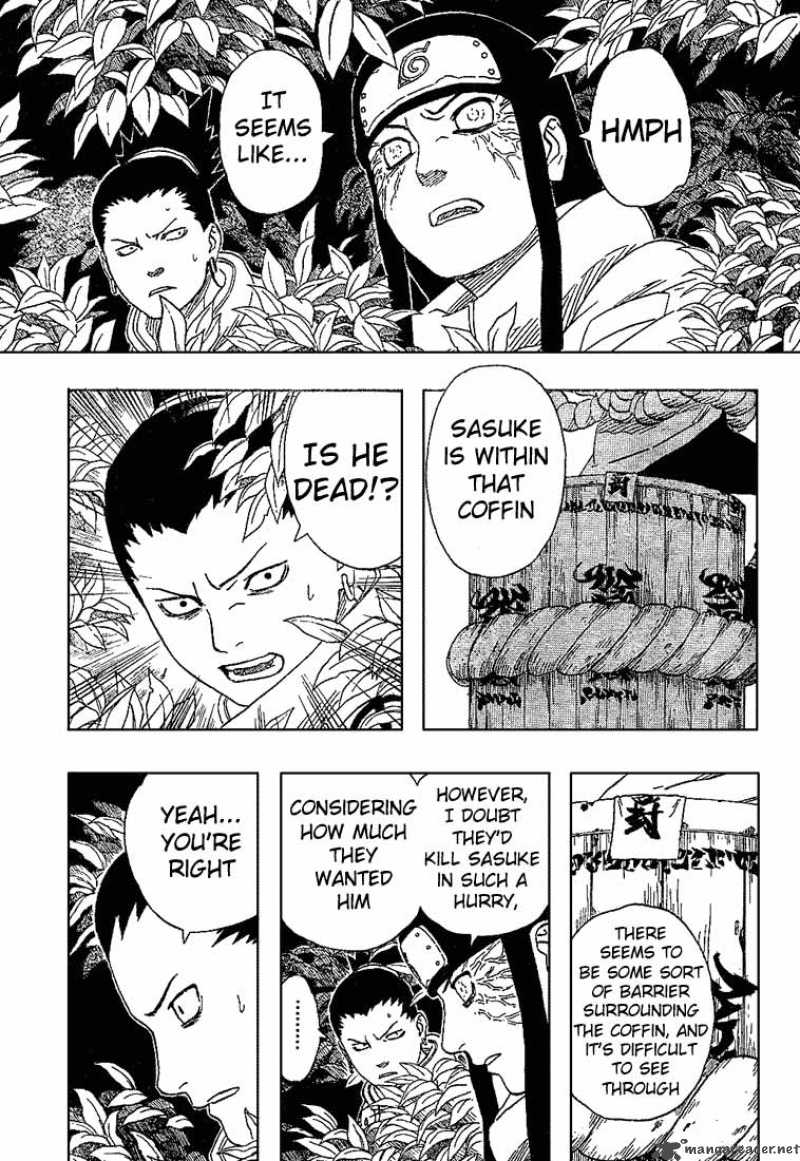 HMPH
IT
SEEMS
LIKE...
SASUKE
IS WITHIN
THAT
COFFIN
封
IS HE
DEAD!?
封
THERE
SEEMS TO
BE SOME SORT
OF BARRIER
SURROUNDING
THE COFFIN, AND
IT'S DIFFICULT
TO SEE
THROUGH
HOWEVER,
I DOUBT
THEY'D
KILL SASUKE
IN SUCH A
HURRY,
CONSIDERING
HOW MUCH
THEY
WANTED
HIM
.........
YEAH...
YOU'RE
RIGHT
mangareader.net